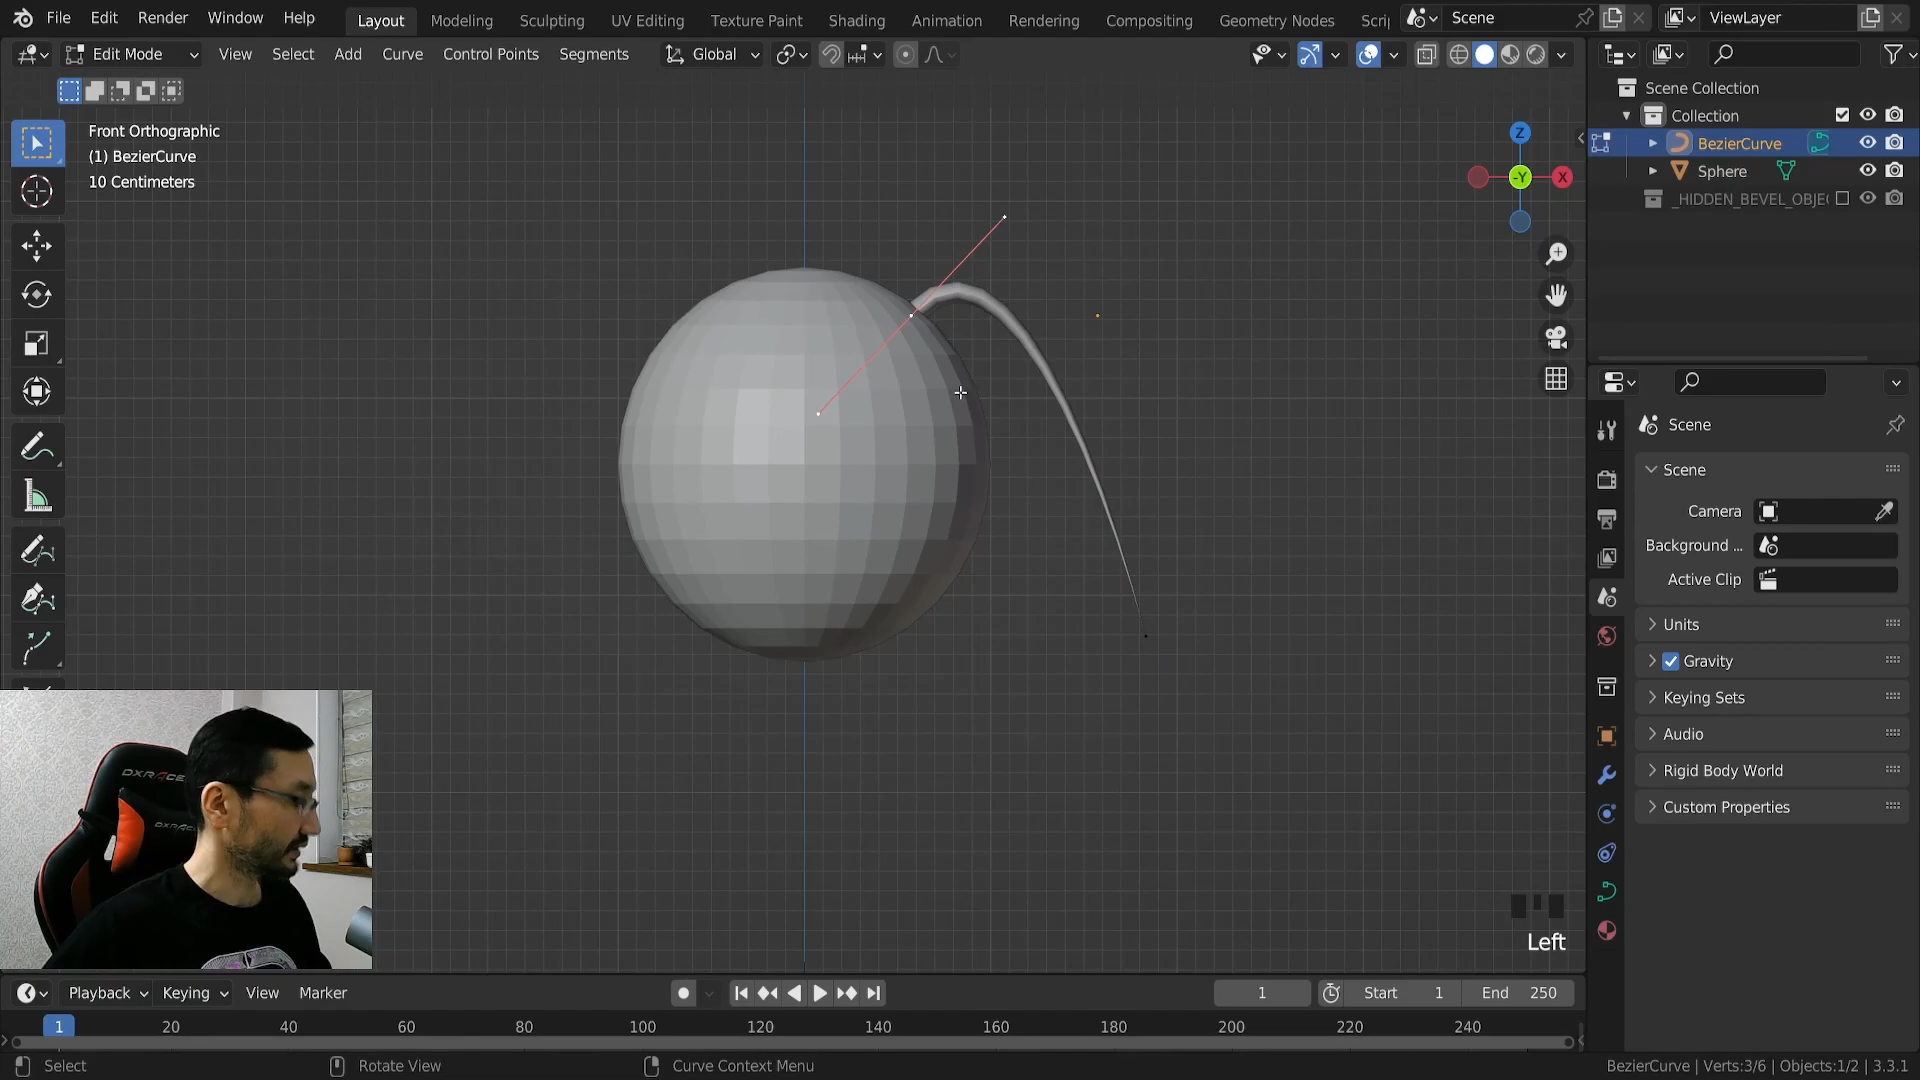 File Edit Render Window Help Layout Modeling Sculpting UV Editing Texture Paint Shading Animation Rendering Compositing Geometry Nodes Scrip Scene ViewLayer
Edit Mode View Select Add Curve Control Points Segments Global
Front Orthographic
(1) BezierCurve
10 Centimeters
Z
-Y
X
Scene Collection
Collection
BezierCurve
Sphere
_HIDDEN_BEVEL_OBJEC
Scene
Scene
Camera
Background ...
Active Clip
Units
Gravity
Keying Sets
Audio
Rigid Body World
Custom Properties
DXRACE
Left
Playback Keying View Marker 1 Start 1 End 250
1 20 40 60 80 100 120 140 160 180 200 220 240
Select Rotate View Curve Context Menu BezierCurve | Verts:3/6 | Objects:1/2 | 3.3.1